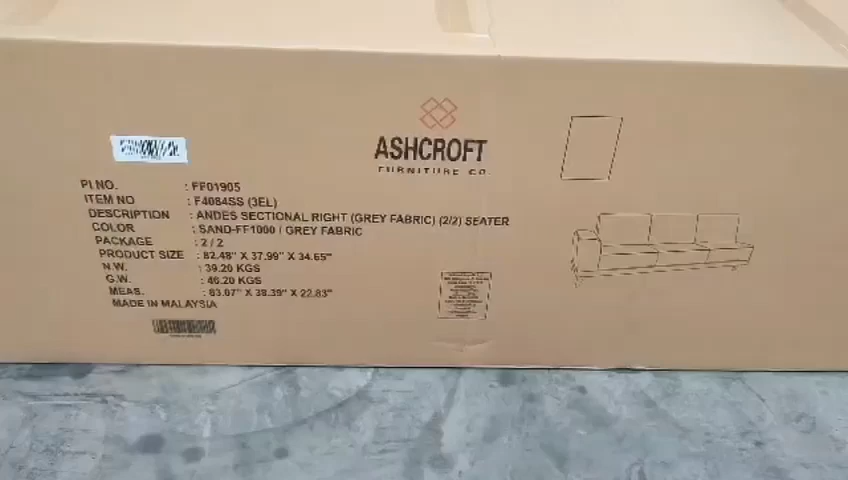 ASHCROFT
FURNITURE CO.
PI NO. : FF01905
ITEM NO : F4084SS (3EL)
DESCRIPTION : ANDES SECTIONAL RIGHT (GREY FABRIC) (2/2) SEATER
COLOR : SAND-FF1000 / GREY FABRIC
PACKAGE : 2 / 2
PRODUCT SIZE : 82.48" X 37.99" X 34.65"
N.W. : 39.20 KGS
G.W. : 46.20 KGS
MEAS. : 83.07" X 38.39" X 22.83"
MADE IN MALAYSIA